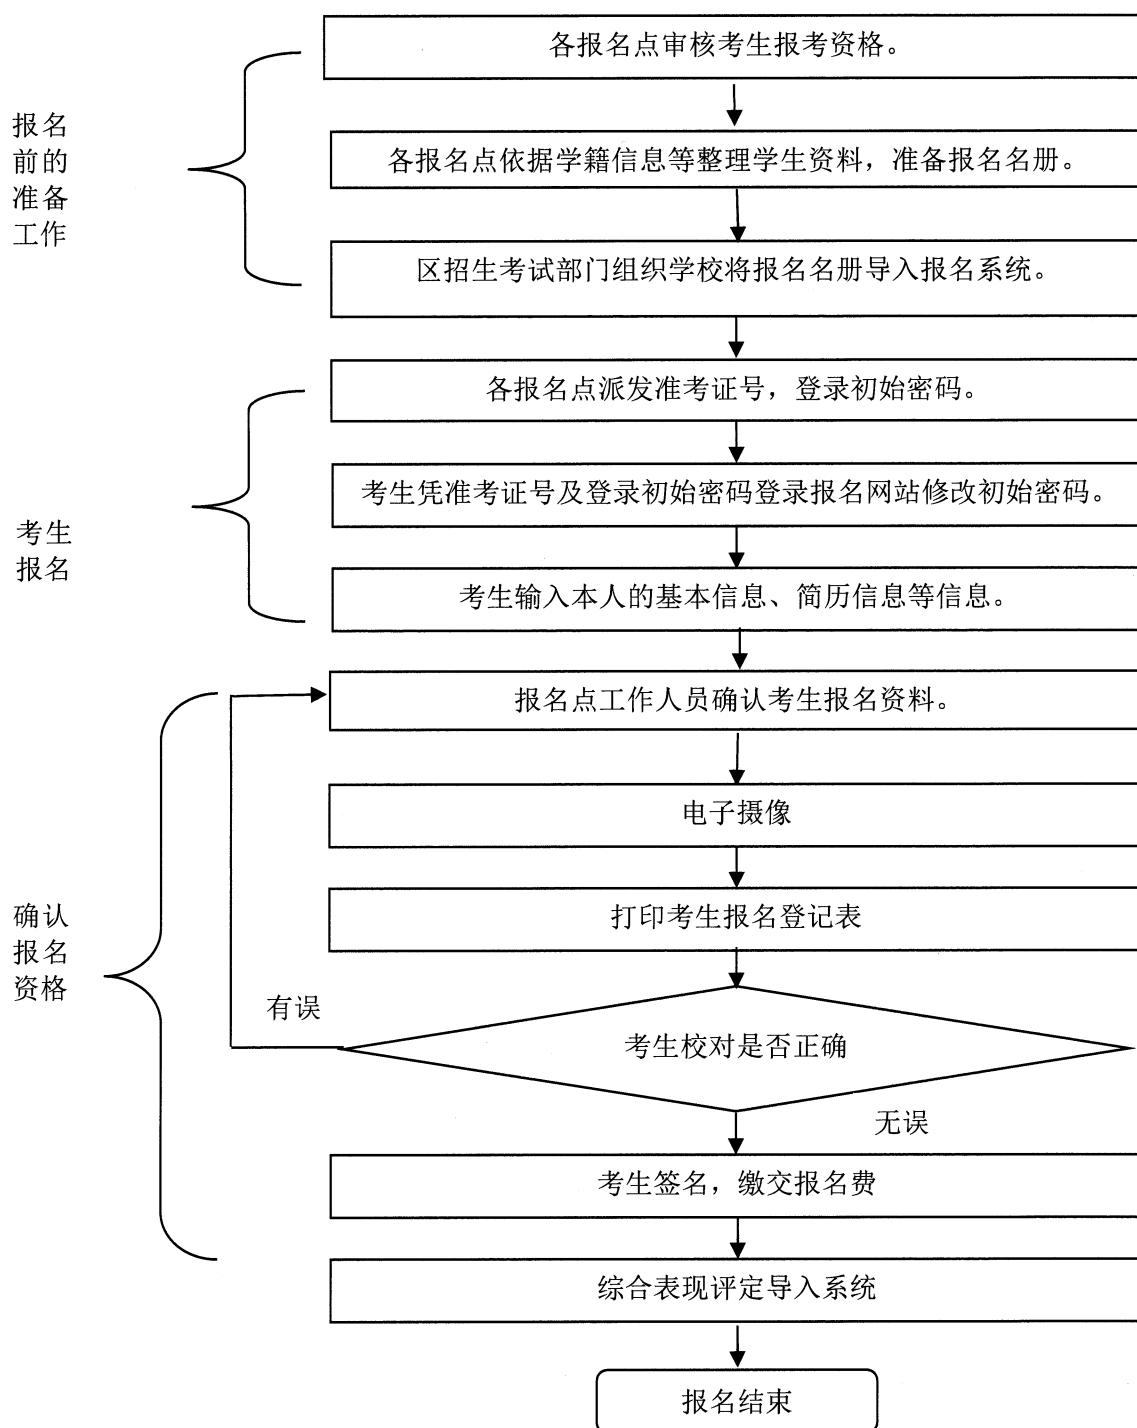 各报名点审核考生报考资格。
报名
前的
准备
工作
各报名点依据学籍信息等整理学生资料，准备报名名册。
区招生考试部门组织学校将报名名册导入报名系统。
各报名点派发准考证号，登录初始密码。
考生
报名
考生凭准考证号及登录初始密码登录报名网站修改初始密码。
考生输入本人的基本信息、简历信息等信息。
报名点工作人员确认考生报名资料。
电子摄像
确认
报名
资格
打印考生报名登记表
有误
考生校对是否正确
无误
考生签名，缴交报名费
综合表现评定导入系统
报名结束